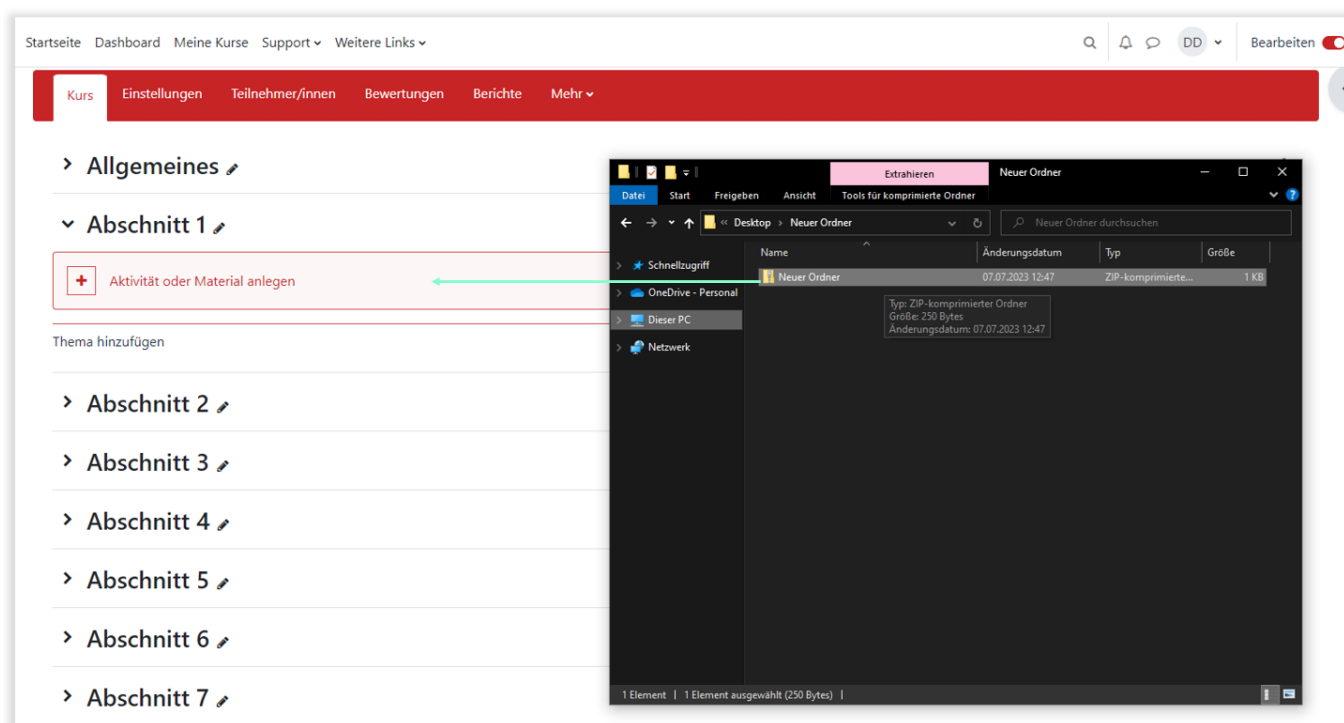 Startseite Dashboard Meine Kurse Support Weitere Links DD Bearbeiten
Kurs Einstellungen Teilnehmer/innen Bewertungen Berichte Mehr
Allgemeines
Abschnitt 1
Aktivität oder Material anlegen
Thema hinzufügen
Abschnitt 2
Abschnitt 3
Abschnitt 4
Abschnitt 5
Abschnitt 6
Abschnitt 7
Extrahieren Neuer Ordner
Datei Start Freigeben Ansicht Tools für komprimierte Ordner
« Desktop › Neuer Ordner Neuer Ordner durchsuchen
Name Änderungsdatum Typ Größe
Schnellzugriff
OneDrive - Personal
Dieser PC
Netzwerk
Neuer Ordner 07.07.2023 12:47 ZIP-komprimierte... 1 KB
Typ: ZIP-komprimierter Ordner
Größe: 250 Bytes
Änderungsdatum: 07.07.2023 12:47
1 Element | 1 Element ausgewählt (250 Bytes) |